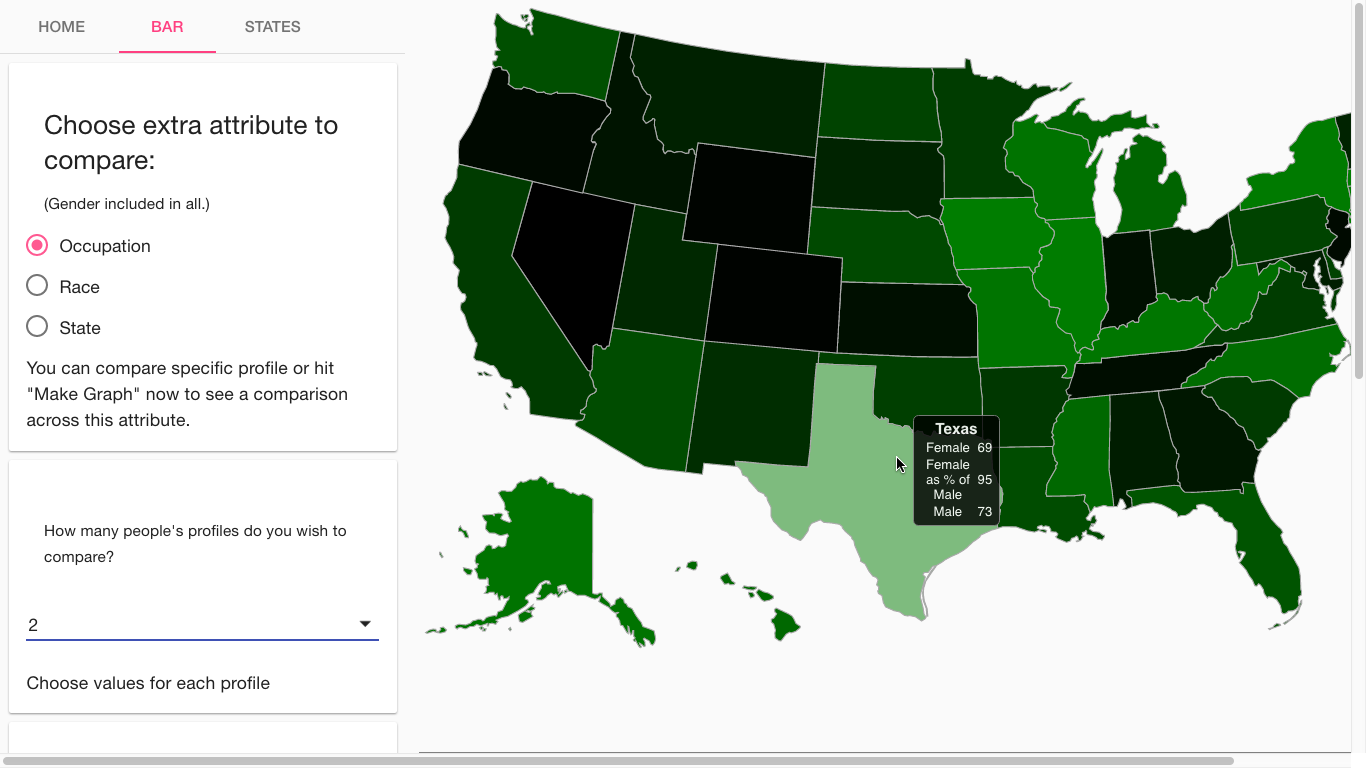 HOME BAR STATES
Choose extra attribute to
compare:
(Gender included in all.)
Occupation
Race
State
You can compare specific profile or hit
"Make Graph" now to see a comparison
across this attribute.
How many people's profiles do you wish to
compare?
2
Choose values for each profile
Texas
Female 69
Female
as % of 95
Male
Male 73